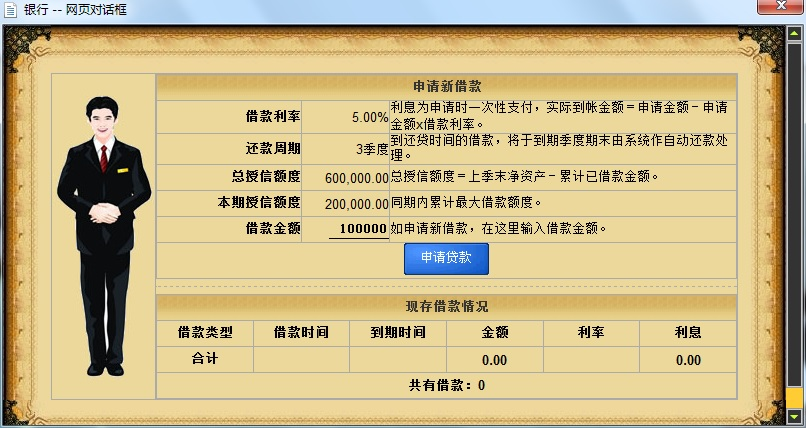 银行 -- 网页对话框
申请新借款
借款利率 5.00% 利息为申请时一次性支付，实际到帐金额＝申请金额－申请
金额x借款利率。
还款周期 3季度 到还贷时间的借款，将于到期季度期末由系统作自动还款处
理。
总授信额度 600,000.00 总授信额度＝上季末净资产－累计已借款金额。
本期授信额度 200,000.00 同期内累计最大借款额度。
借款金额 100000 如申请新借款，在这里输入借款金额。
申请贷款
现存借款情况
借款类型 借款时间 到期时间 金额 利率 利息
合计 0.00 0.00
共有借款：0